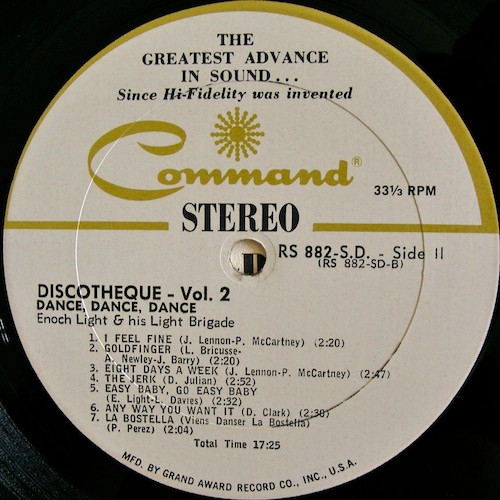 THE
GREATEST ADVANCE
IN SOUND...
Since Hi-Fidelity was invented
Command®
33⅓ RPM
STEREO
RS 882-S.D. - Side II
(RS 882-SD-B)
DISCOTHEQUE - Vol. 2
DANCE, DANCE, DANCE
Enoch Light & his Light Brigade
1. I FEEL FINE (J. Lennon-P. McCartney) (2:20)
2. GOLDFINGER (L. Bricusse-
A. Newley-J. Barry) (2:20)
3. EIGHT DAYS A WEEK (J. Lennon-P. McCartney) (2:47)
4. THE JERK (D. Julian) (2:52)
5. EASY BABY, GO EASY BABY
(E. Light-L. Davies) (2:32)
6. ANY WAY YOU WANT IT (D. Clark) (2:30)
7. LA BOSTELLA (Viens Danser La Bostella)
(P. Perez) (2:04)
Total Time 17:25
MFD. BY GRAND AWARD RECORD CO., INC., U.S.A.